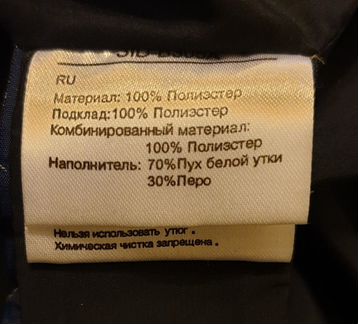 RU
Материал: 100% Полиэстер
Подклад:100% Полиэстер
Комбинированный материал:
100% Полиэстер
Наполнитель: 70%Пух белой утки
30%Перо
Нельзя использовать утюг .
Химическая чистка запрещена .